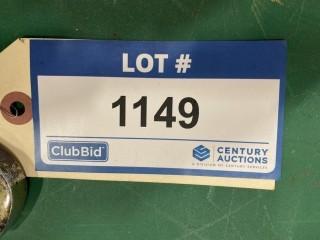 LOT #
1149
ClubBid
CENTURY
AUCTIONS
A DIVISION OF CENTURY SERVICES